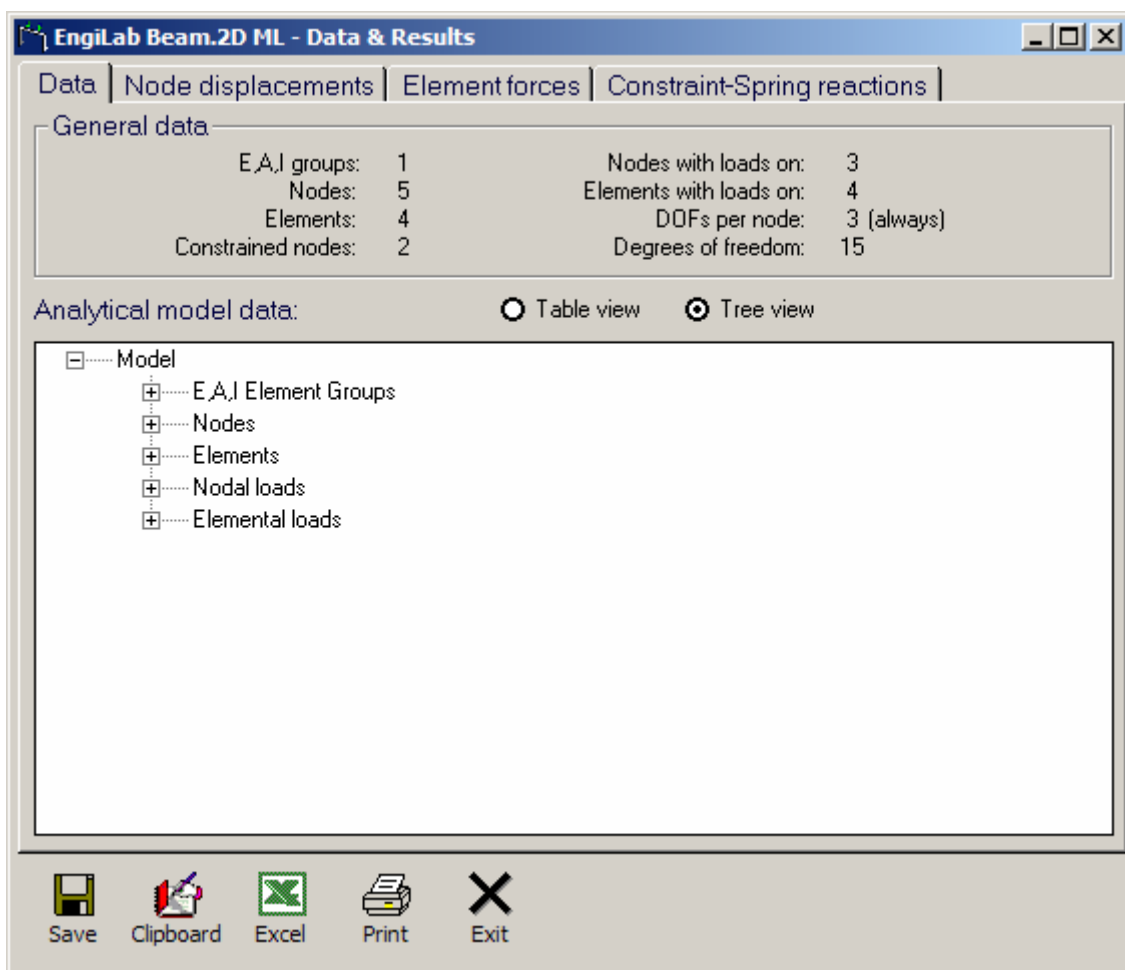 EngiLab Beam.2D ML - Data & Results
Data Node displacements Element forces Constraint-Spring reactions
General data
E,A,I groups: 1 Nodes with loads on: 3
Nodes: 5 Elements with loads on: 4
Elements: 4 DOFs per node: 3 (always)
Constrained nodes: 2 Degrees of freedom: 15
Analytical model data: Table view Tree view
Model
E,A,I Element Groups
Nodes
Elements
Nodal loads
Elemental loads
Save Clipboard Excel Print Exit